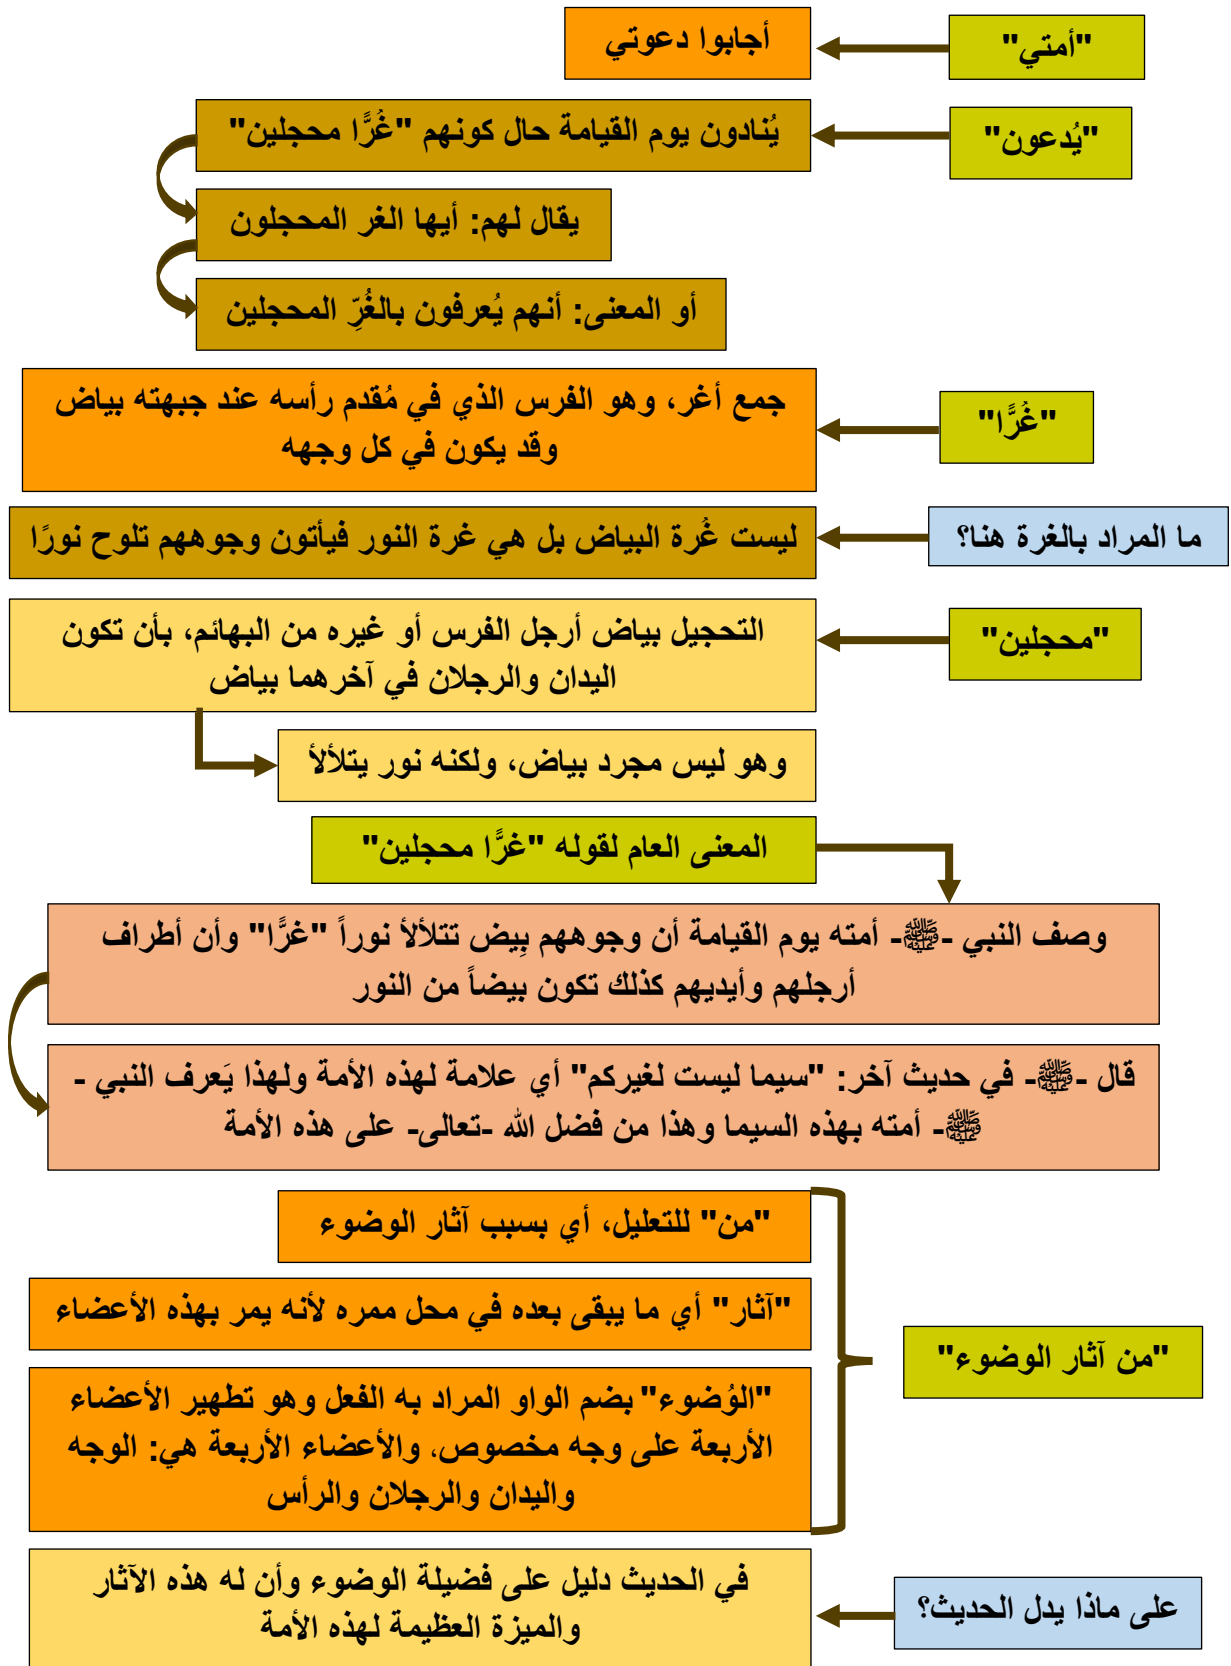 "أمتي"
أجابوا دعوتي
"يُدعون"
يُنادون يوم القيامة حال كونهم "غُرًّا محجلين"
يقال لهم: أيها الغر المحجلون
أو المعنى: أنهم يُعرفون بالغُرِّ المحجلين
"غُرًّا"
جمع أغر، وهو الفرس الذي في مُقدم رأسه عند جبهته بياض
وقد يكون في كل وجهه
ما المراد بالغرة هنا؟
ليست غُرة البياض بل هي غرة النور فيأتون وجوههم تلوح نورًا
"محجلين"
التحجيل بياض أرجل الفرس أو غيره من البهائم، بأن تكون
اليدان والرجلان في آخرهما بياض
وهو ليس مجرد بياض، ولكنه نور يتلألأ
المعنى العام لقوله "غرًّا محجلين"
وصف النبي -ﷺ- أمته يوم القيامة أن وجوههم بِيض تتلألأ نوراً "غرًّا" وأن أطراف
أرجلهم وأيديهم كذلك تكون بيضاً من النور
قال -ﷺ- في حديث آخر: "سيما ليست لغيركم" أي علامة لهذه الأمة ولهذا يَعرف النبي -
ﷺ- أمته بهذه السيما وهذا من فضل الله -تعالى- على هذه الأمة
"من آثار الوضوء"
"من" للتعليل، أي بسبب آثار الوضوء
"آثار" أي ما يبقى بعده في محل ممره لأنه يمر بهذه الأعضاء
"الوُضوء" بضم الواو المراد به الفعل وهو تطهير الأعضاء
الأربعة على وجه مخصوص، والأعضاء الأربعة هي: الوجه
واليدان والرجلان والرأس
على ماذا يدل الحديث؟
في الحديث دليل على فضيلة الوضوء وأن له هذه الآثار
والميزة العظيمة لهذه الأمة